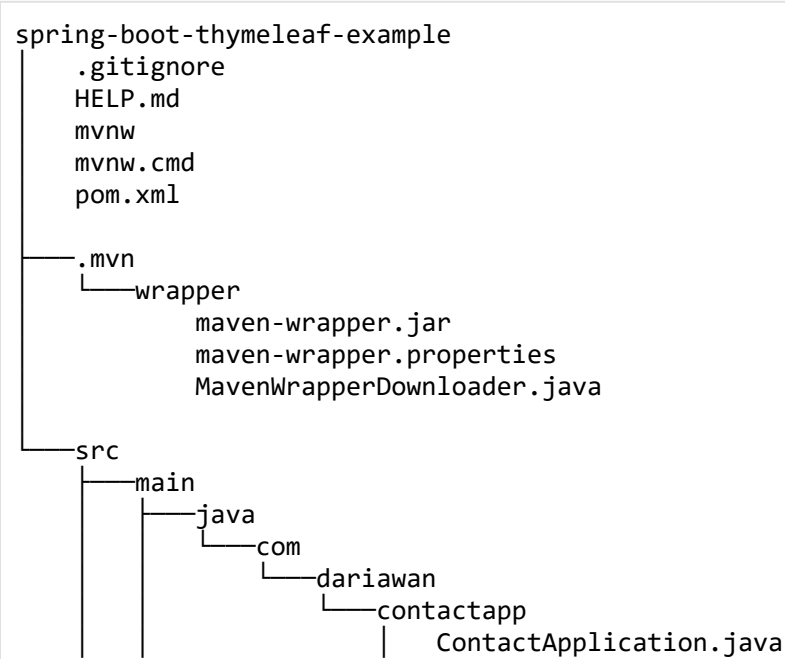 spring-boot-thymeleaf-example
.gitignore
HELP.md
mvnw
mvnw.cmd
pom.xml
.mvn
wrapper
maven-wrapper.jar
maven-wrapper.properties
MavenWrapperDownloader.java
src
main
java
com
dariawan
contactapp
ContactApplication.java